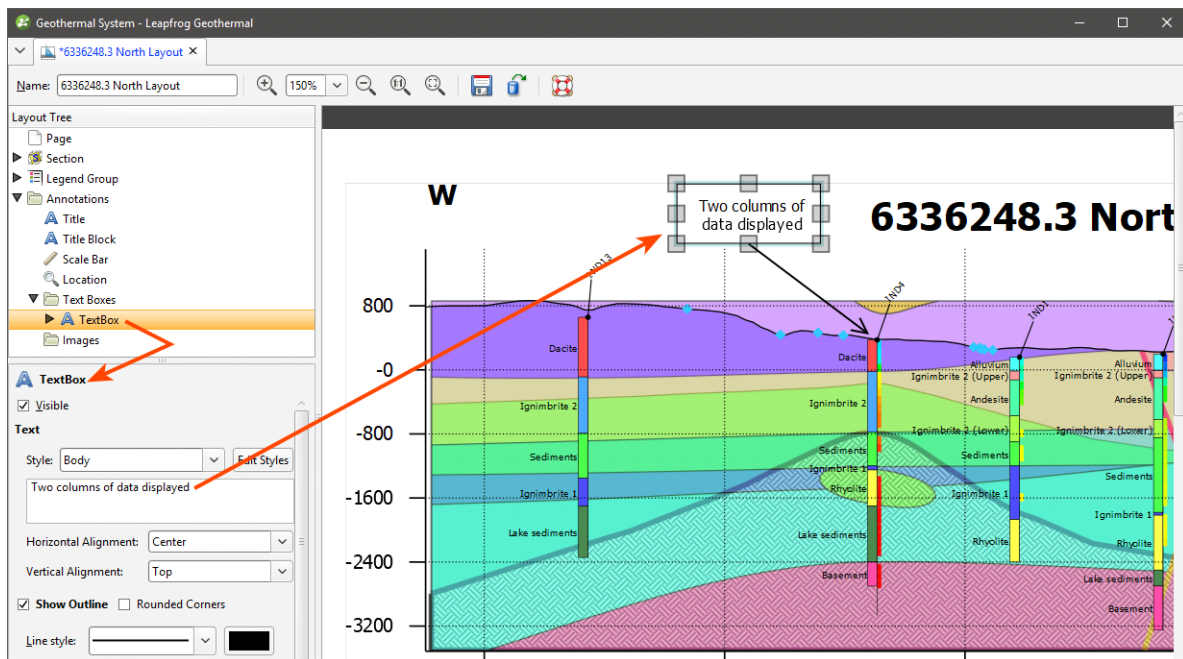 Geothermal System - Leapfrog Geothermal
*6336248.3 North Layout
Name: 6336248.3 North Layout 150%
Layout Tree
Page
Section
Legend Group
Annotations
Title
Title Block
Scale Bar
Location
Text Boxes
TextBox
Images
TextBox
Visible
Text
Style: Body Edit Styles
Two columns of data displayed
Horizontal Alignment: Center
Vertical Alignment: Top
Show Outline Rounded Corners
Line style:
W
Two columns of
data displayed
6336248.3 Nort
IND13
IND4
IND1
800
-0
-800
-1600
-2400
-3200
Dacite
Ignimbrite 2
Sediments
Ignimbrite 1
Lake sediments
Dacite
Ignimbrite 2
Sediments
Ignimbrite 1
Rhyolite
Lake sediments
Basement
Alluvium
Ignimbrite 2 (Upper)
Andesite
Ignimbrite 2 (Lower)
Sediments
Ignimbrite 1
Rhyolite
Alluvium
Ignimbrite 2 (Upper)
Andesite
Ignimbrite 2 (Lower)
Sediments
Ignimbrite 1
Rhyolite
Lake sediments
Basement